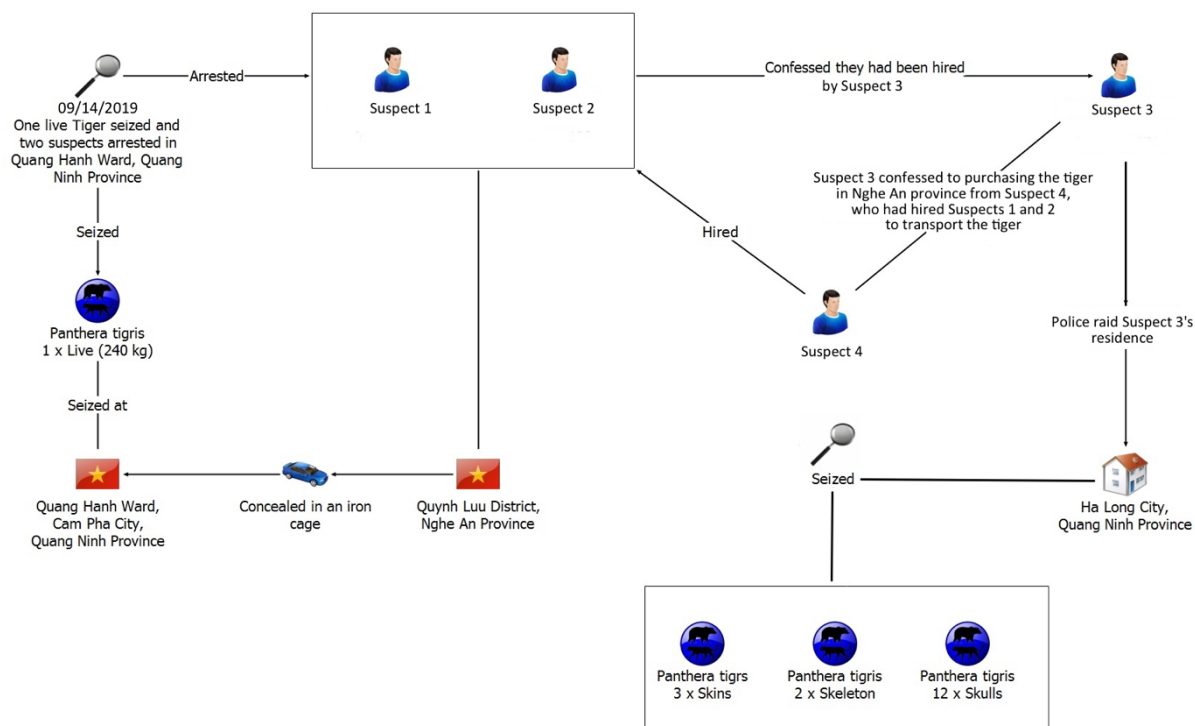 Arrested
Suspect 1
Suspect 2
Confessed they had been hired
by Suspect 3
Suspect 3
09/14/2019
One live Tiger seized and
two suspects arrested in
Quang Hanh Ward, Quang
Ninh Province
Suspect 3 confessed to purchasing the tiger
in Nghe An province from Suspect 4,
who had hired Suspects 1 and 2
to transport the tiger
Seized
Hired
Panthera tigris
1 x Live (240 kg)
Suspect 4
Police raid Suspect 3's
residence
Seized at
Seized
Quang Hanh Ward,
Cam Pha City,
Quang Ninh Province
Concealed in an iron
cage
Quynh Luu District,
Nghe An Province
Ha Long City,
Quang Ninh Province
Panthera tigrs
3 x Skins
Panthera tigris
2 x Skeleton
Panthera tigris
12 x Skulls